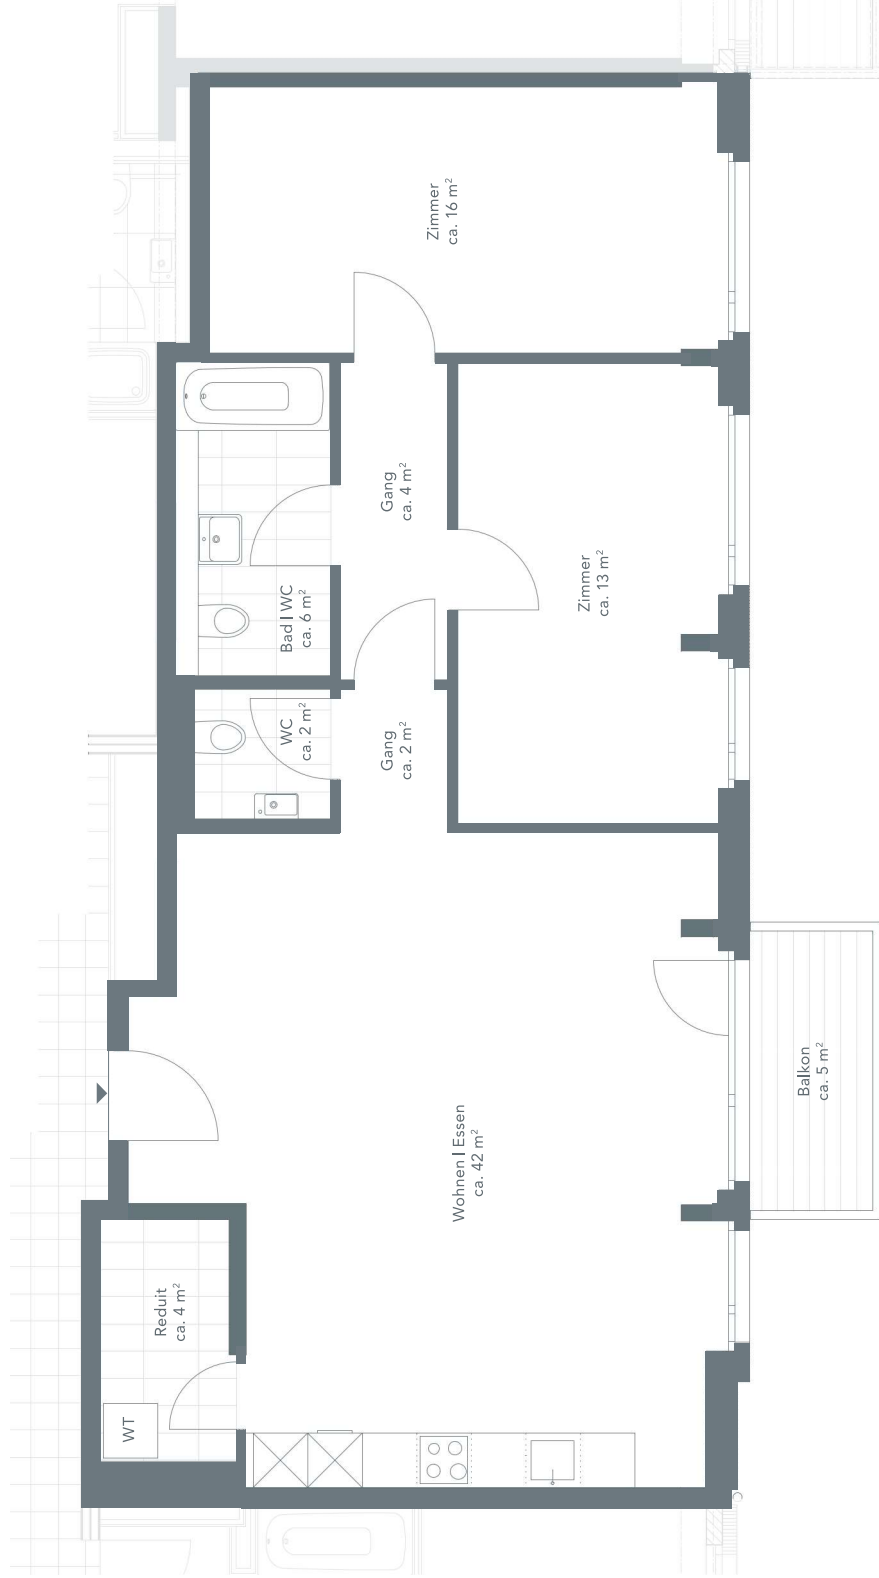 Zimmer
ca. 16 m²
Gang
ca. 4 m²
Zimmer
ca. 13 m²
Bad | WC
ca. 6 m²
WC
ca. 2 m²
Gang
ca. 2 m²
Balkon
ca. 5 m²
Wohnen | Essen
ca. 42 m²
Reduit
ca. 4 m²
WT